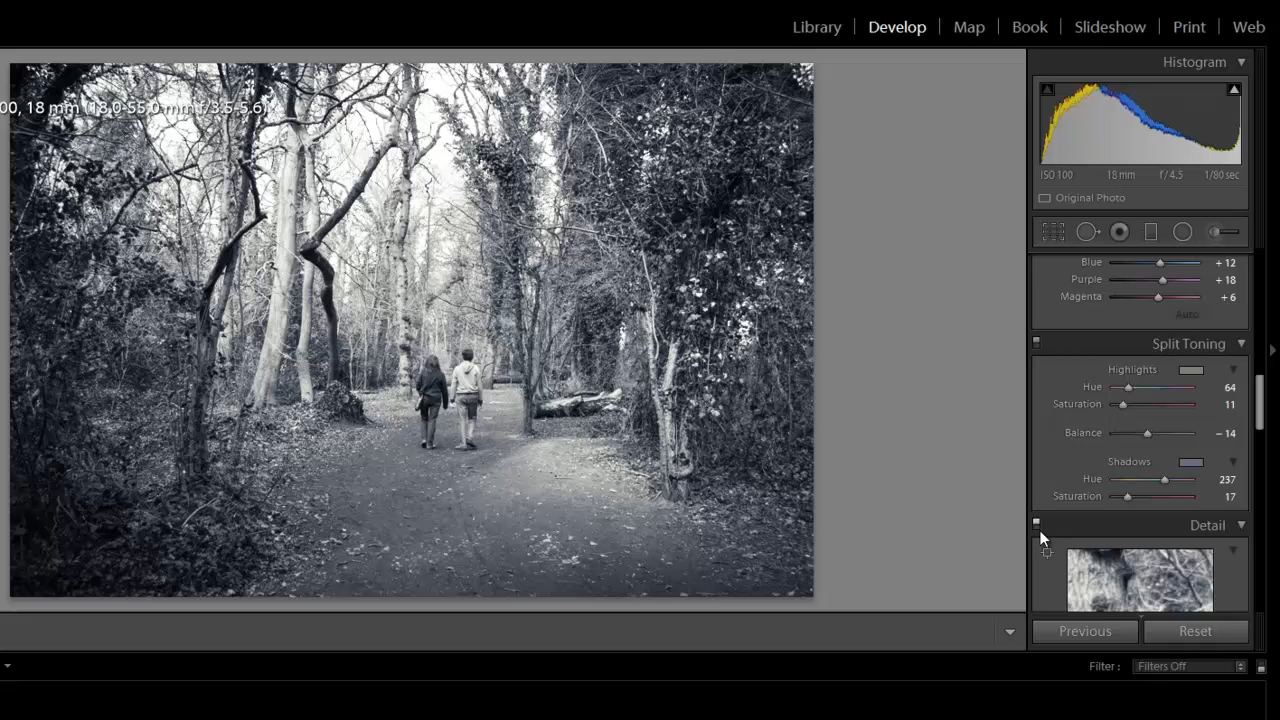 Library | Develop | Map | Book | Slideshow | Print | Web
Histogram
00, 18 mm (18.0-55.0 mm f/3.5-5.6)
ISO 100 18 mm f / 4.5 1/80 sec
Original Photo
Blue + 12
Purple + 18
Magenta + 6
Auto
Split Toning
Highlights
Hue 64
Saturation 11
Balance – 14
Shadows
Hue 237
Saturation 17
Detail
Previous Reset
Filter : Filters Off